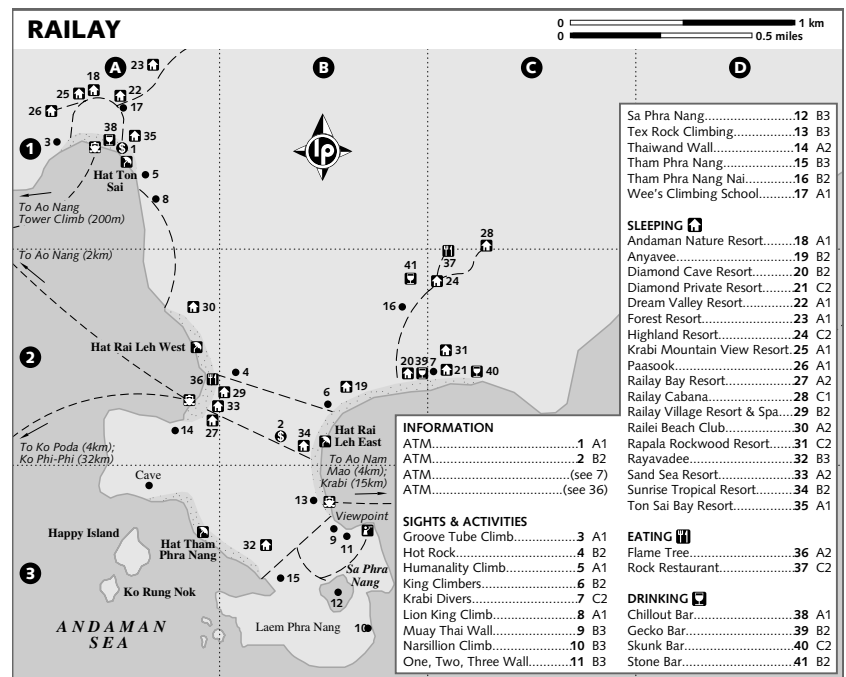 RAILAY
0 1 km
0 0.5 miles
A B C D
23
18
25
22
26
17
38
35
3
1
1
Hat Ton
Sai
5
8
To Ao Nang
Tower Climb (200m)
lp
To Ao Nang (2km)
28
37
41
24
16
30
Hat Rai Leh West
2
31
4
36
20 39 7
21
40
29
19
6
33
27
14
2
34
Hat Rai
Leh East
To Ko Poda (4km);
Ko Phi-Phi (32km)
To Ao Nam
Mao (4km);
Krabi (15km)
Cave
13
Viewpoint
Happy Island
Hat Tham
Phra Nang
32
9
11
3
Ko Rung Nok
15
Sa Phra
Nang
12
ANDAMAN
SEA
Laem Phra Nang
10
INFORMATION
ATM 1 A1
ATM 2 B2
ATM (see 7)
ATM (see 36)
SIGHTS & ACTIVITIES
Groove Tube Climb 3 A1
Hot Rock 4 B2
Humanality Climb 5 A1
King Climbers 6 B2
Krabi Divers 7 C2
Lion King Climb 8 A1
Muay Thai Wall 9 B3
Narsillion Climb 10 B3
One, Two, Three Wall 11 B3
Sa Phra Nang 12 B3
Tex Rock Climbing 13 B3
Thaiwand Wall 14 A2
Tham Phra Nang 15 B3
Tham Phra Nang Nai 16 B2
Wee's Climbing School 17 A1
SLEEPING
Andaman Nature Resort 18 A1
Anyavee 19 B2
Diamond Cave Resort 20 B2
Diamond Private Resort 21 C2
Dream Valley Resort 22 A1
Forest Resort 23 A1
Highland Resort 24 C2
Krabi Mountain View Resort 25 A1
Paasook 26 A1
Railay Bay Resort 27 A2
Railay Cabana 28 C1
Railay Village Resort & Spa 29 B2
Railei Beach Club 30 A2
Rapala Rockwood Resort 31 C2
Rayavadee 32 B3
Sand Sea Resort 33 A2
Sunrise Tropical Resort 34 B2
Ton Sai Bay Resort 35 A1
EATING
Flame Tree 36 A2
Rock Restaurant 37 C2
DRINKING
Chillout Bar 38 A1
Gecko Bar 39 B2
Skunk Bar 40 C2
Stone Bar 41 B2